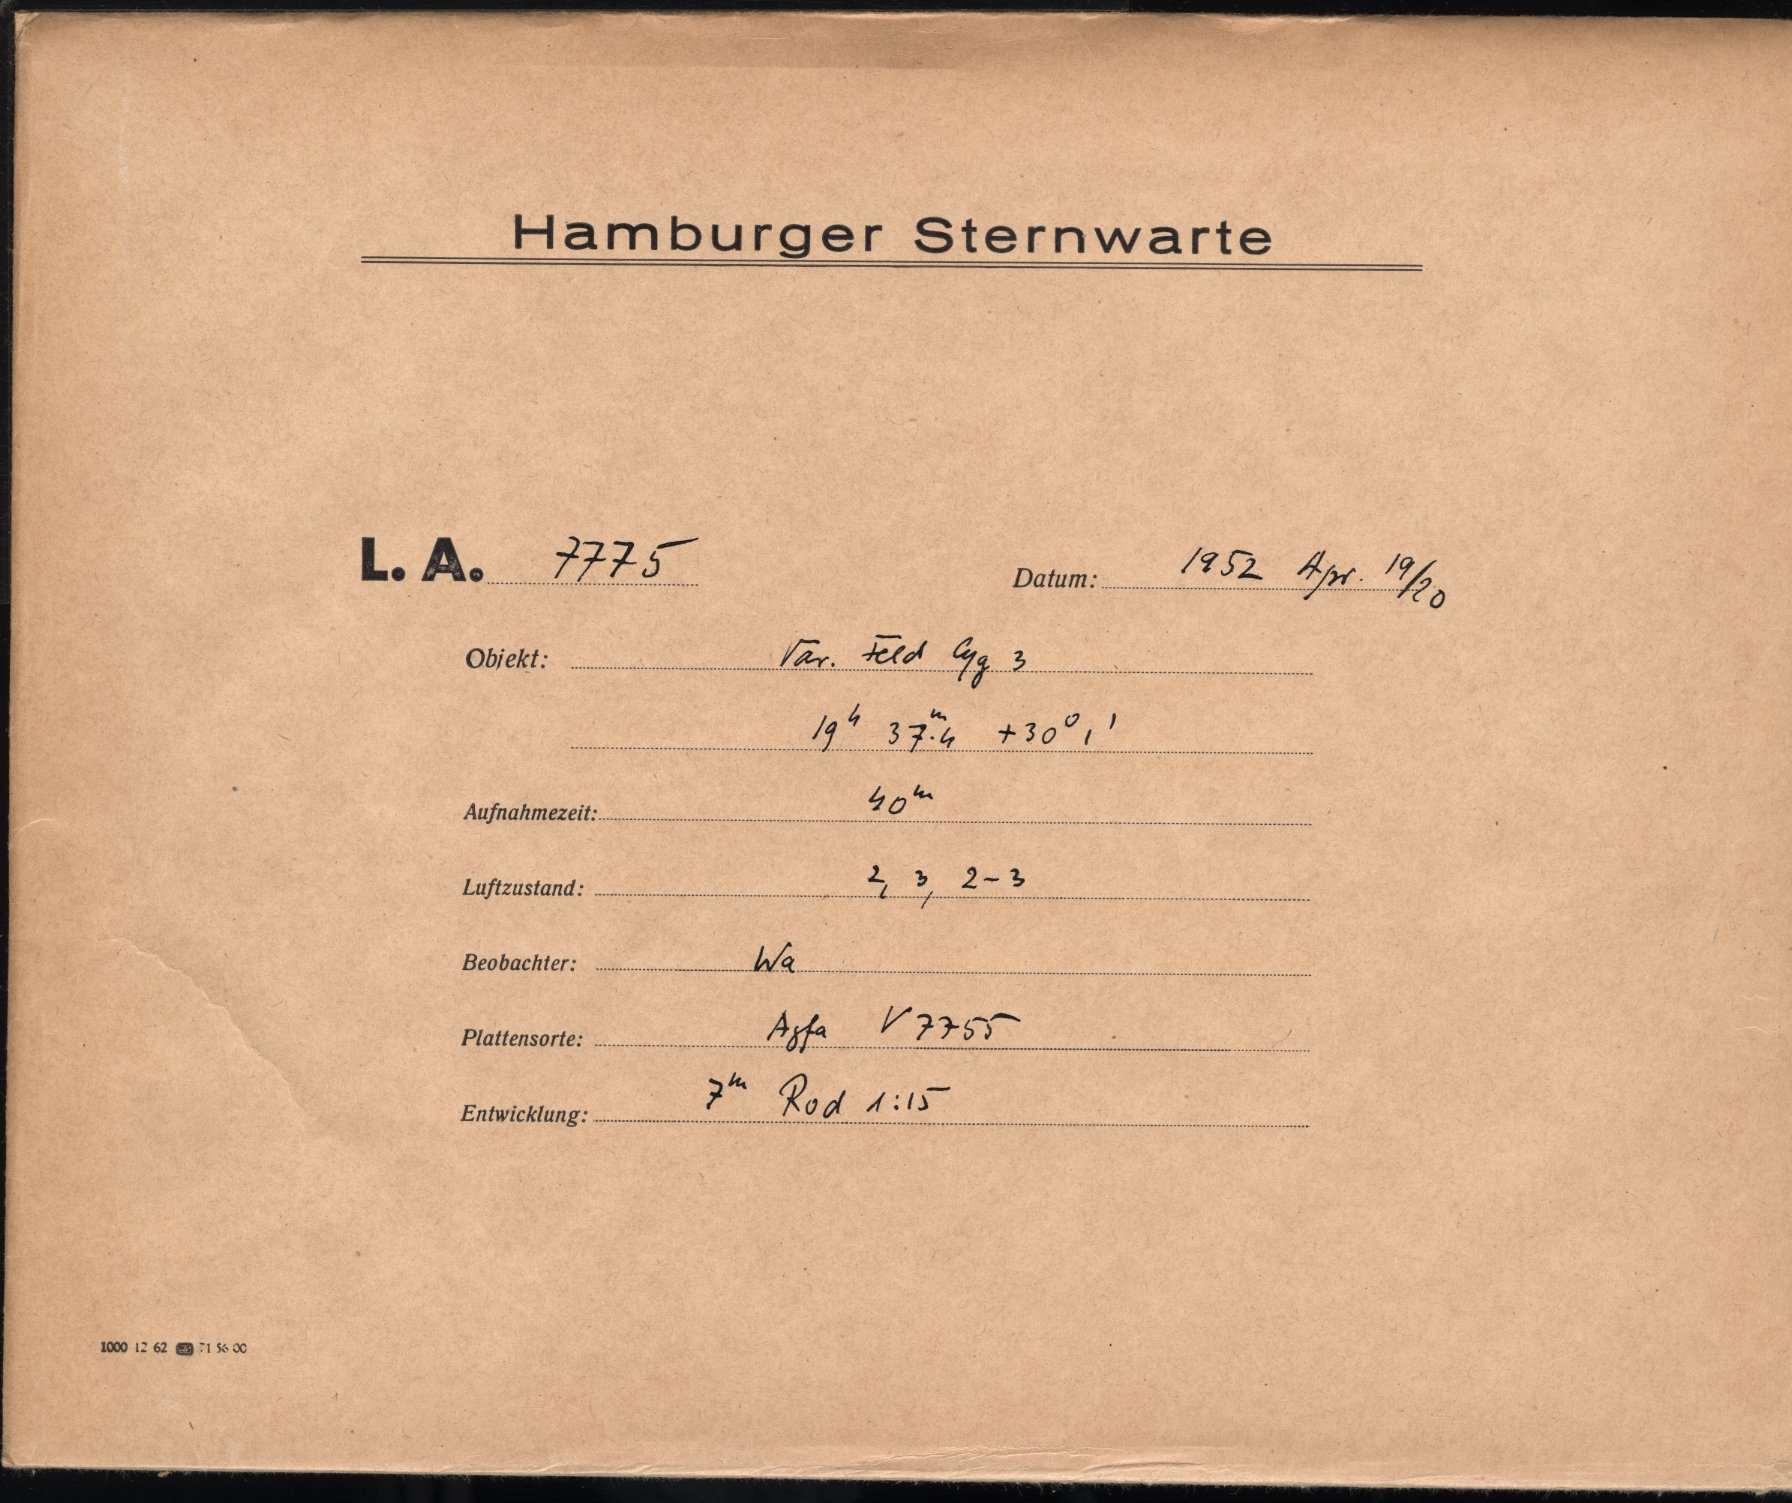 Hamburger Sternwarte
L. A. 7775 Datum: 1952 Apr. 19/20
Objekt: Var. Feld Cyg 3
19ʰ 37ᵐ.4 +30° 1'
Aufnahmezeit: 40ᵐ
Luftzustand: 2, 3, 2-3
Beobachter: Wa
Plattensorte: Agfa V 7755
Entwicklung: 7ᵐ Rod 1:15
1000 12 62 71 56 00